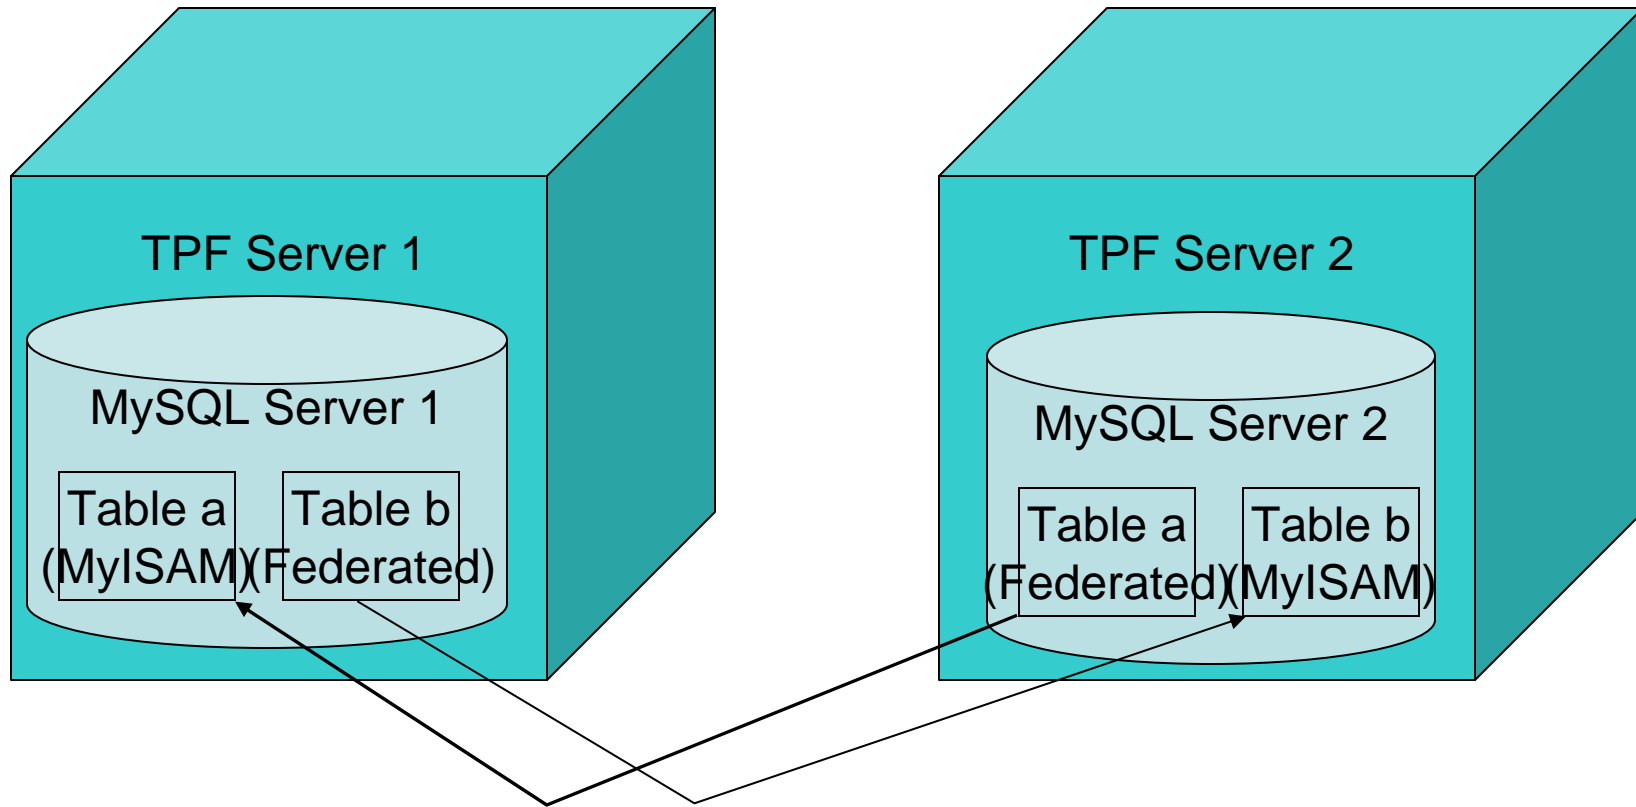 TPF Server 1
MySQL Server 1
Table a
(MyISAM)
Table b
(Federated)
TPF Server 2
MySQL Server 2
Table a
(Federated)
Table b
(MyISAM)